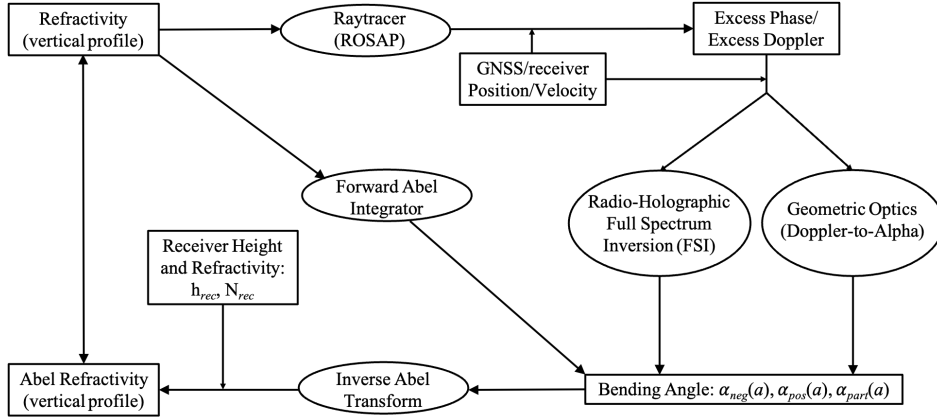 Refractivity
(vertical profile)
Raytracer
(ROSAP)
Excess Phase/
Excess Doppler
GNSS/receiver
Position/Velocity
Forward Abel
Integrator
Radio-Holographic
Full Spectrum
Inversion (FSI)
Geometric Optics
(Doppler-to-Alpha)
Receiver Height
and Refractivity:
h_rec, N_rec
Abel Refractivity
(vertical profile)
Inverse Abel
Transform
Bending Angle: α_neg(a), α_pos(a), α_part(a)